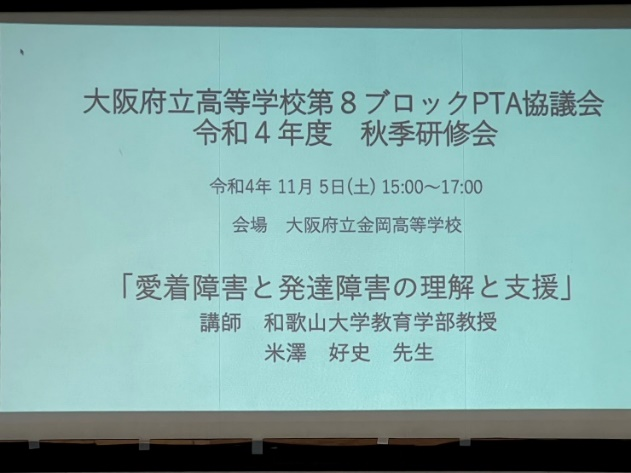 大阪府立高等学校第８ブロックPTA協議会
令和４年度　秋季研修会
令和4年 11月 5日(土) 15:00〜17:00
会場　大阪府立金岡高等学校
「愛着障害と発達障害の理解と支援」
講師　和歌山大学教育学部教授
米澤　好史　先生